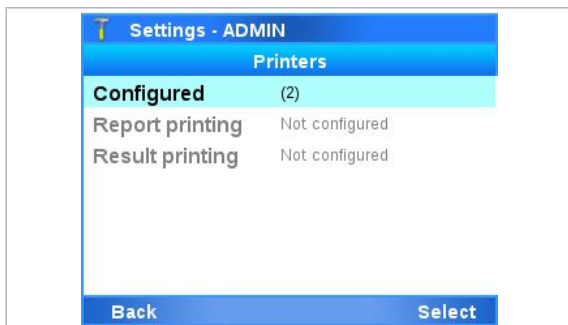 Settings - ADMIN
Printers
Configured (2)
Report printing Not configured
Result printing Not configured
Back Select